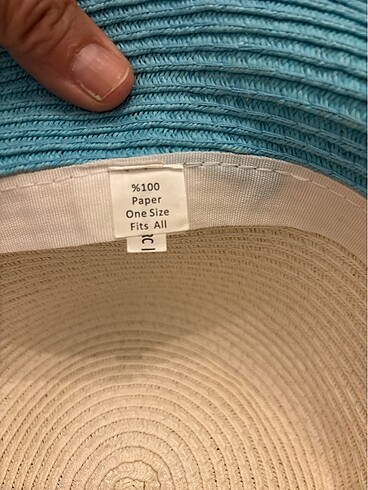 %100
Paper
One Size
Fits All